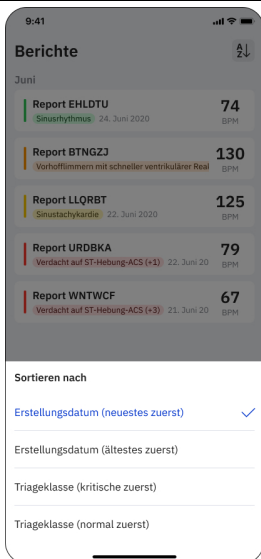 9:41
Berichte
A
Z
Juni
Report EHLDTU
74
Sinusrhythmus 24. Juni 2020
BPM
Report BTNGZJ
130
Vorhofflimmern mit schneller ventrikulärer Real
BPM
Report LLQRBT
125
Sinustachykardie 22. Juni 2020
BPM
Report URDBKA
79
Verdacht auf ST-Hebung-ACS (+1) 22. Juni 20
BPM
Report WNTWCF
67
Verdacht auf ST-Hebung-ACS (+3) 21. Juni 20
BPM
Sortieren nach
Erstellungsdatum (neuestes zuerst)
Erstellungsdatum (ältestes zuerst)
Triageklasse (kritische zuerst)
Triageklasse (normal zuerst)